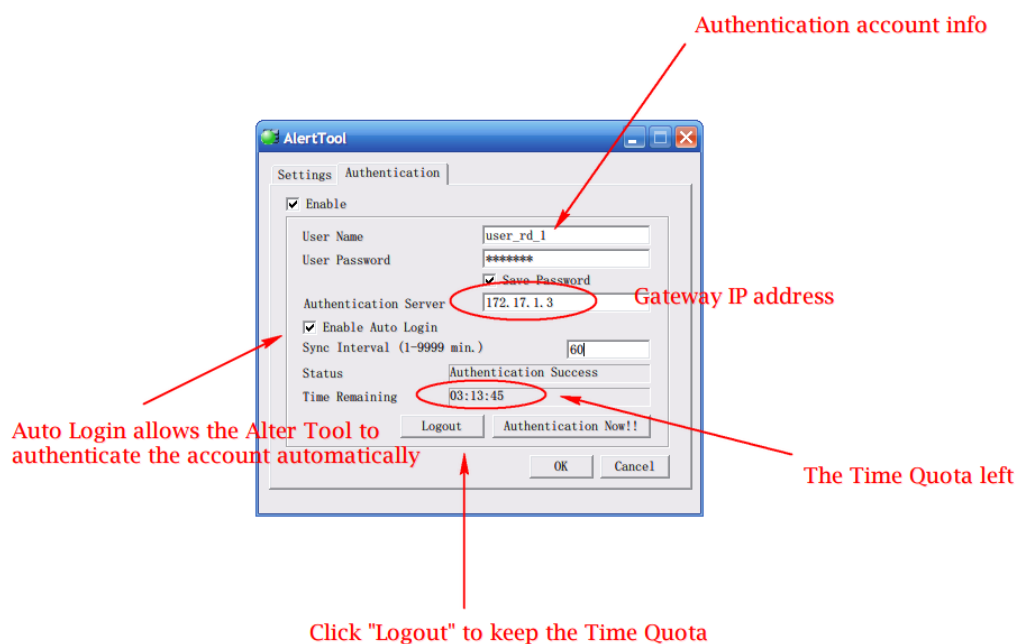 Authentication account info
AlertTool
Settings Authentication
Enable
User Name user_rd_1
User Password *******
Save Password
Authentication Server 172.17.1.3 Gateway IP address
Enable Auto Login
Sync Interval (1-9999 min.) 60
Status Authentication Success
Time Remaining 03:13:45
Logout Authentication Now!!
Auto Login allows the Alter Tool to
authenticate the account automatically
OK Cancel
The Time Quota left
Click "Logout" to keep the Time Quota